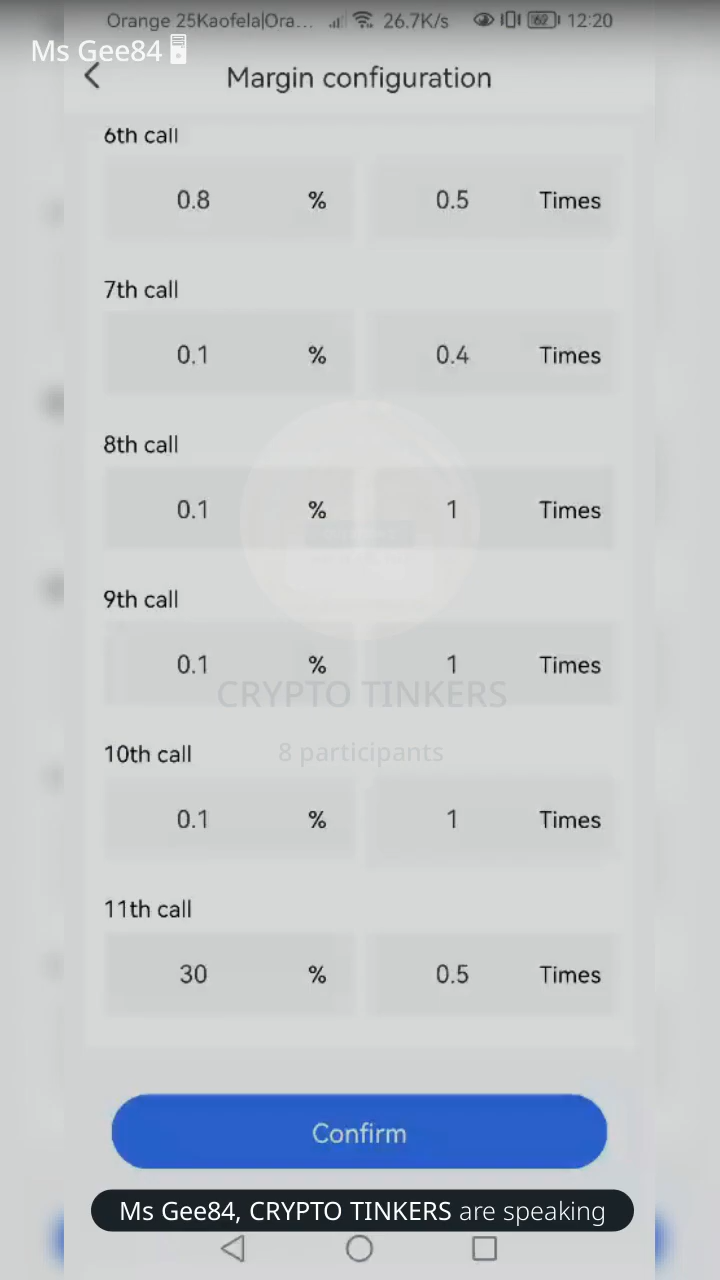 Orange 25Kaofela|Ora... 26.7K/s 62 12:20
Ms Gee84
Margin configuration
6th call
0.8 % 0.5 Times
7th call
0.1 % 0.4 Times
8th call
0.1 % 1 Times
9th call
0.1 % 1 Times
CRYPTO TINKERS
10th call
8 participants
0.1 % 1 Times
11th call
30 % 0.5 Times
Confirm
Ms Gee84, CRYPTO TINKERS are speaking